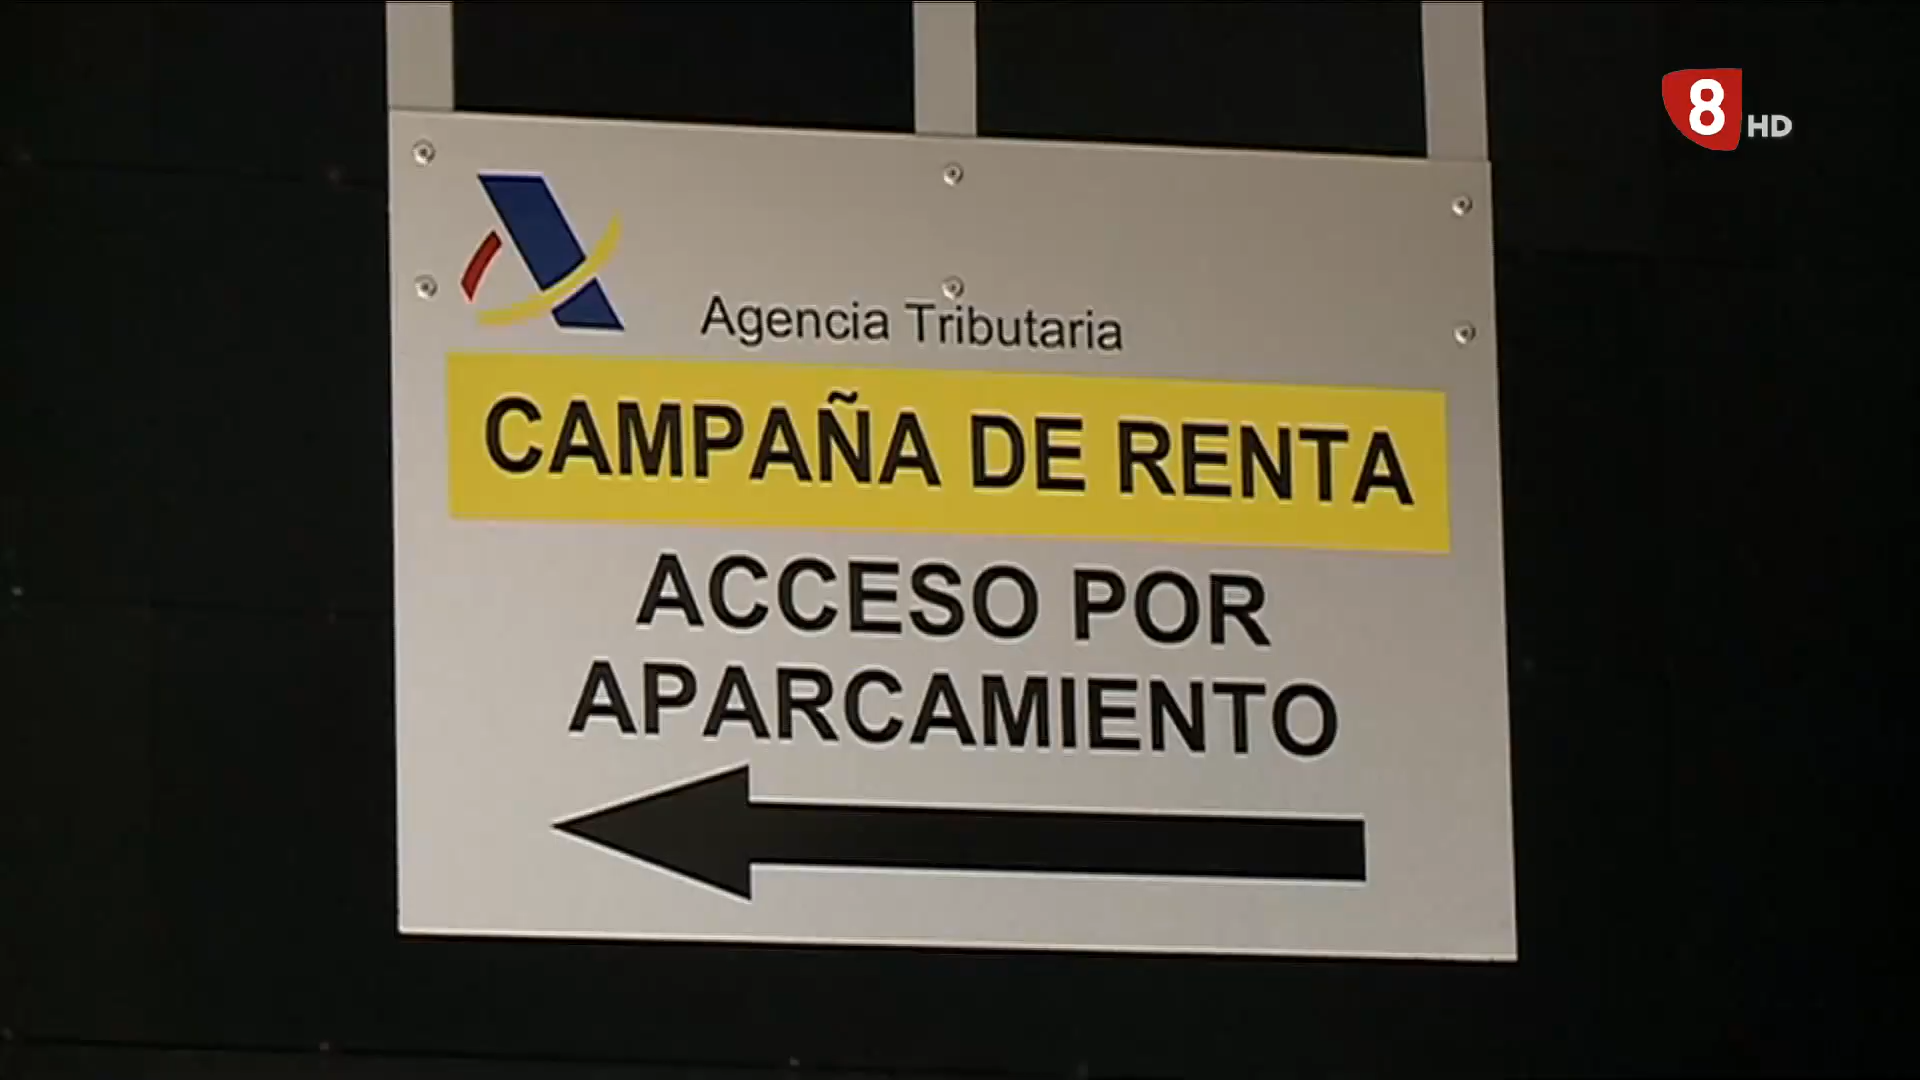 8 HD
Agencia Tributaria
CAMPAÑA DE RENTA
ACCESO POR
APARCAMIENTO